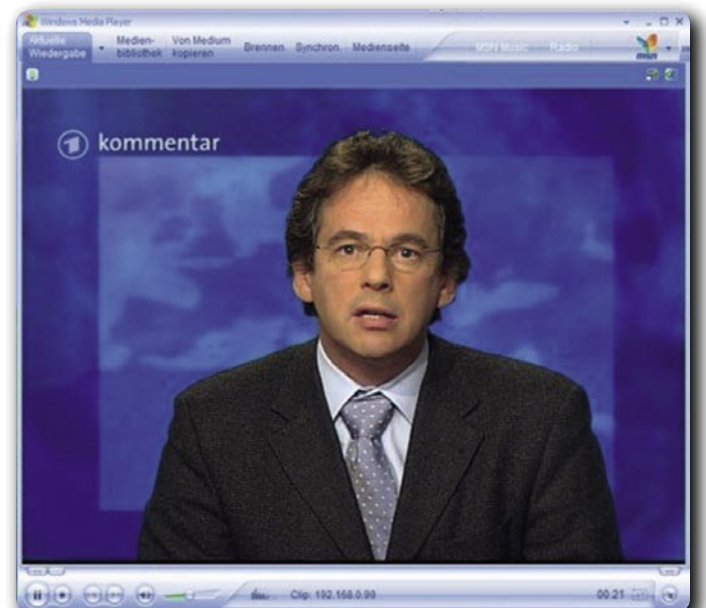 Windows Media Player
Aktuelle Wiedergabe
Medien-bibliothek
Von Medium kopieren
Brennen
Synchron.
Medienseite
MSN Music
Radio
msn
kommentar
Clip: 192.168.0.99
00:21